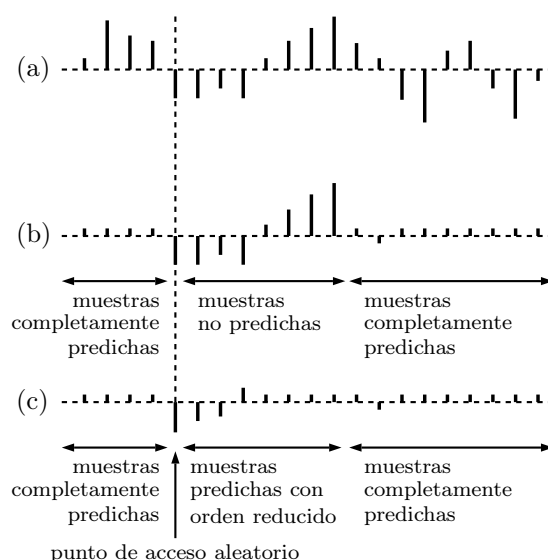 (a)
(b)
muestras
completamente
predichas
muestras
no predichas
muestras
completamente
predichas
(c)
muestras
completamente
predichas
muestras
predichas con
orden reducido
muestras
completamente
predichas
punto de acceso aleatorio